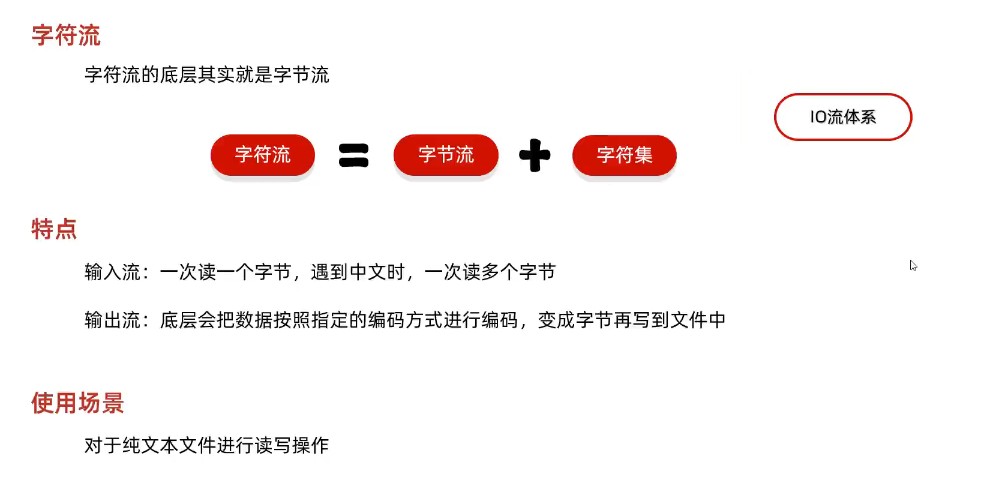 字符流
字符流的底层其实就是字节流
IO流体系
字符流 = 字节流 + 字符集
特点
输入流：一次读一个字节，遇到中文时，一次读多个字节
输出流：底层会把数据按照指定的编码方式进行编码，变成字节再写到文件中
使用场景
对于纯文本文件进行读写操作